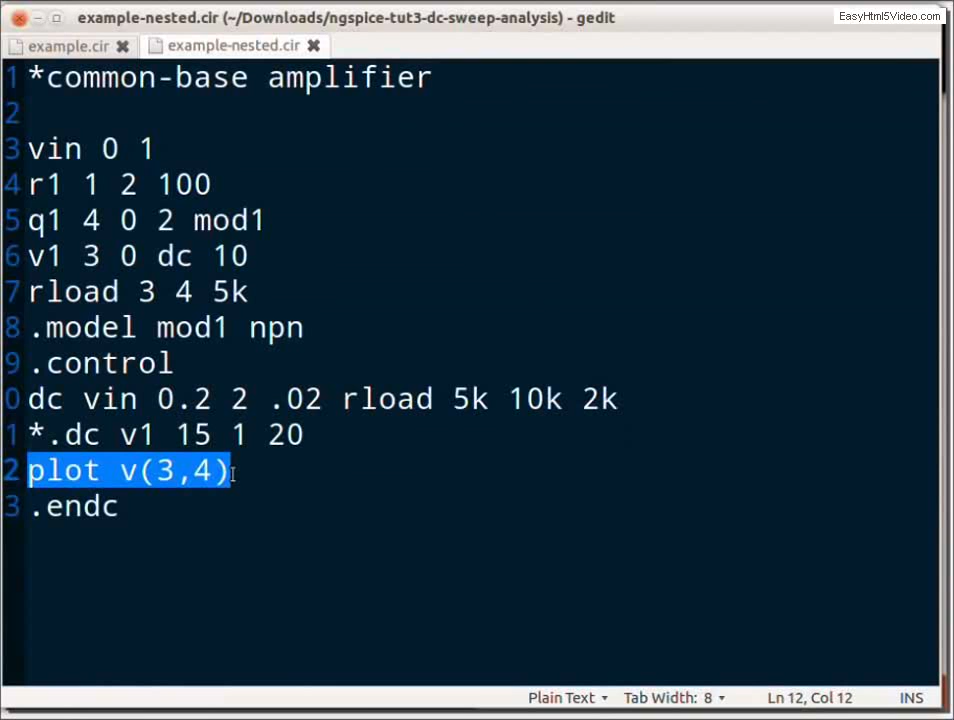 example-nested.cir (~/Downloads/ngspice-tut3-dc-sweep-analysis) - gedit
EasyHtml5Video.com
example.cir
example-nested.cir
1 *common-base amplifier
2
3 vin 0 1
4 r1 1 2 100
5 q1 4 0 2 mod1
6 v1 3 0 dc 10
7 rload 3 4 5k
8 .model mod1 npn
9 .control
0 dc vin 0.2 2 .02 rload 5k 10k 2k
1 *.dc v1 15 1 20
2 plot v(3,4)
3 .endc
Plain Text Tab Width: 8 Ln 12, Col 12 INS